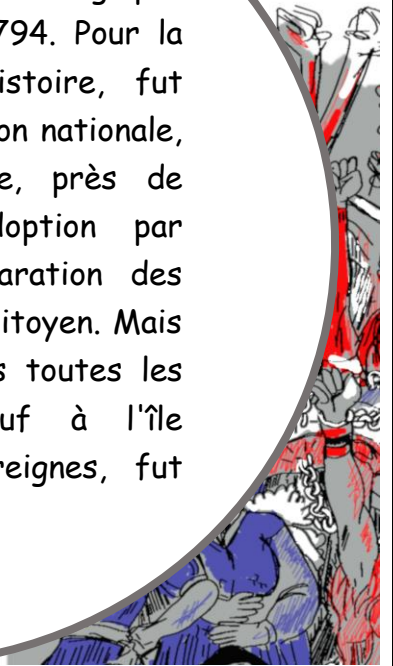 794. Pour la
istoire, fut
on nationale,
e, près de
doption par
aration des
itoyen. Mais
s toutes les
uf à l'île
reignes, fut